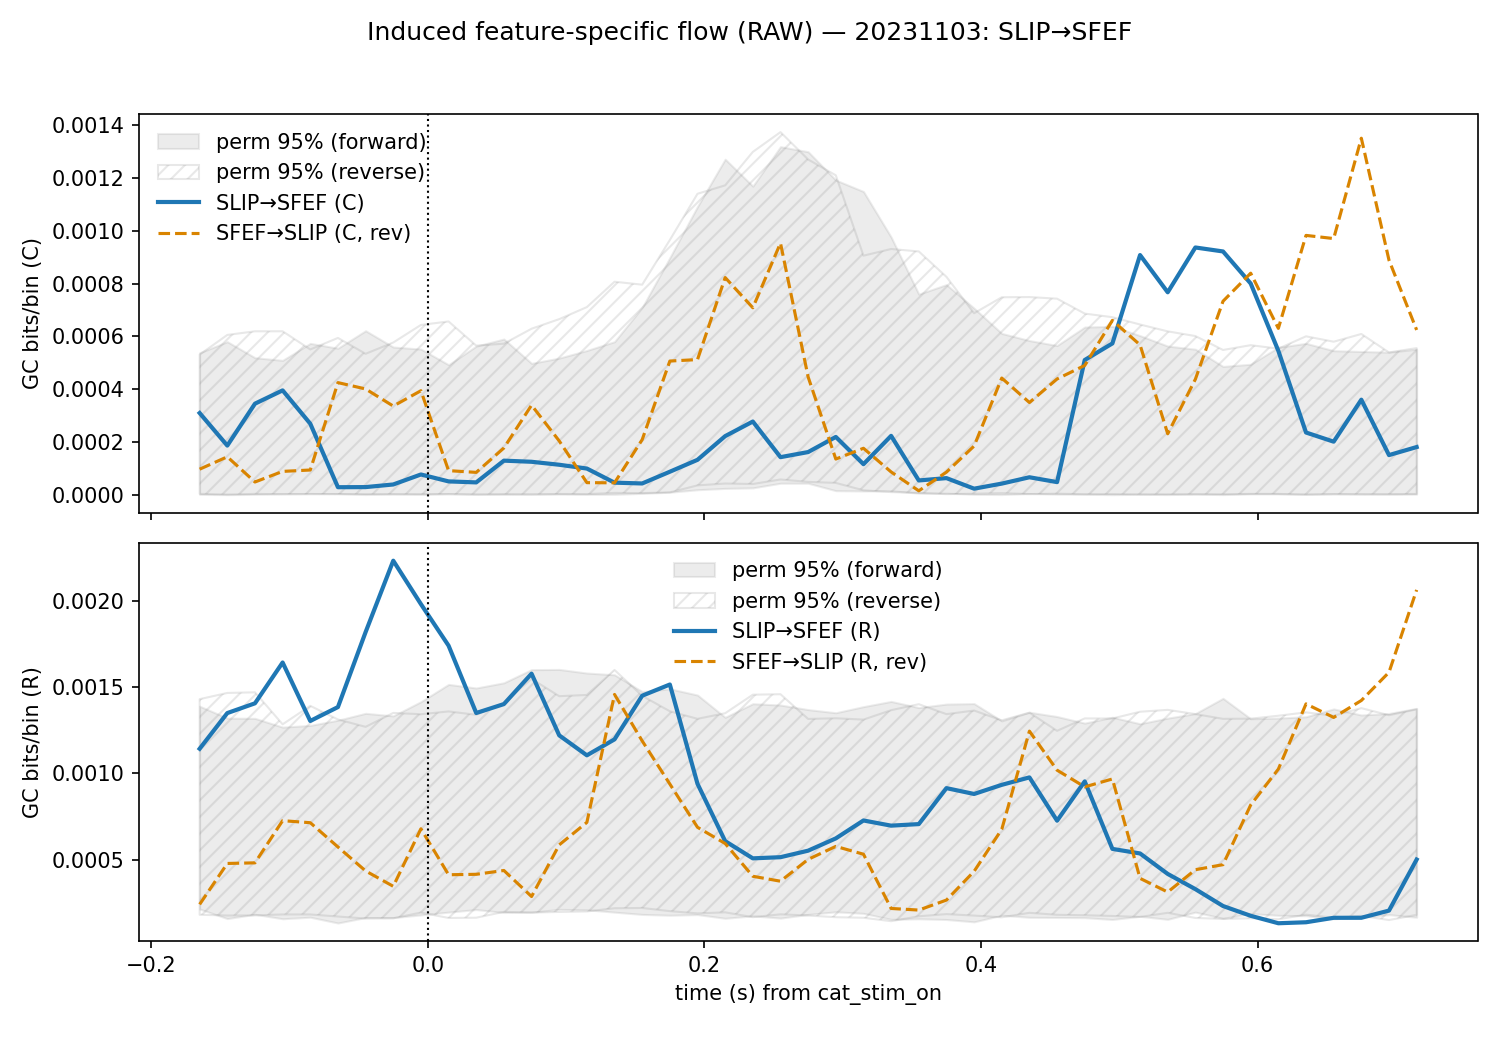 Induced feature-specific flow (RAW) — 20231103: SLIP→SFEF
GC bits/bin (C)
0.0014
0.0012
0.0010
0.0008
0.0006
0.0004
0.0002
0.0000
perm 95% (forward)
perm 95% (reverse)
SLIP→SFEF (C)
SFEF→SLIP (C, rev)
GC bits/bin (R)
0.0020
0.0015
0.0010
0.0005
perm 95% (forward)
perm 95% (reverse)
SLIP→SFEF (R)
SFEF→SLIP (R, rev)
−0.2 0.0 0.2 0.4 0.6
time (s) from cat_stim_on